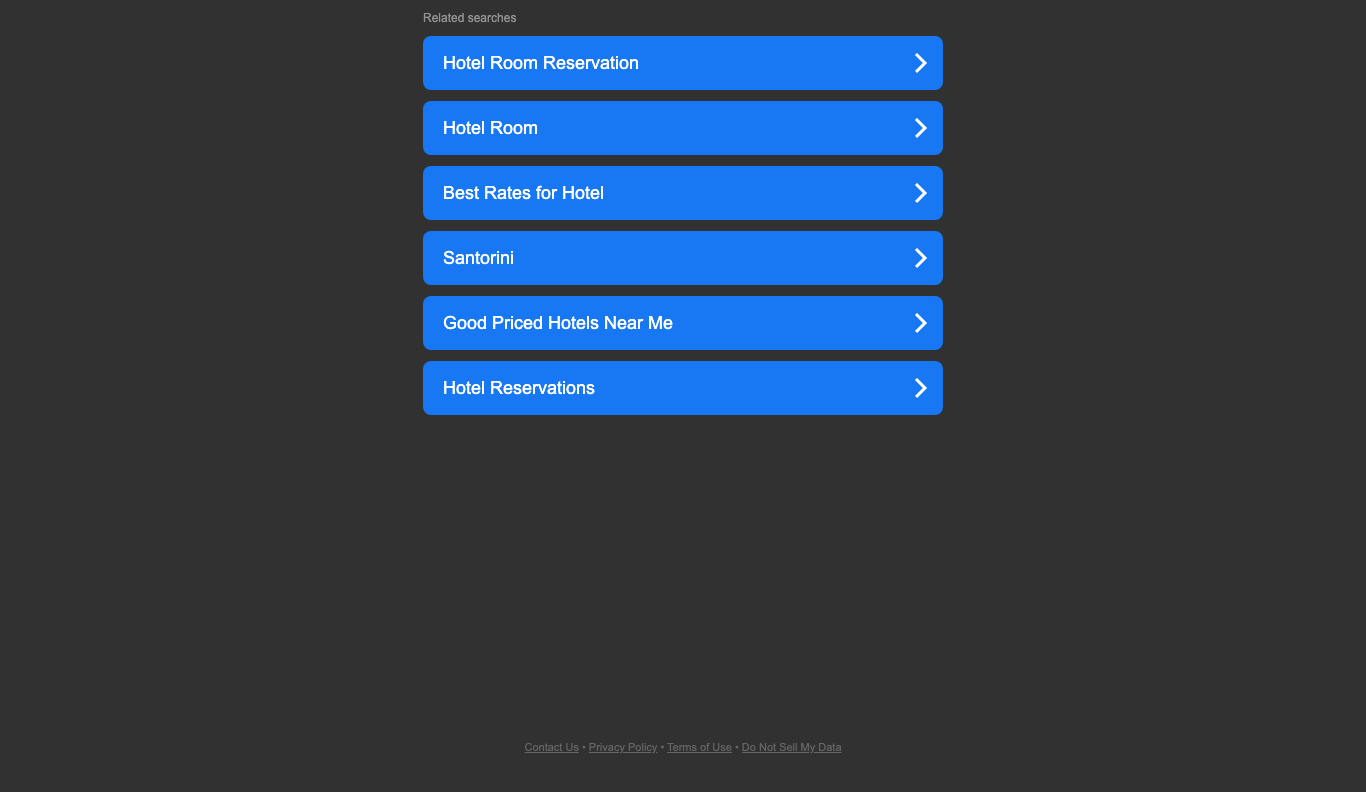 Related searches
Hotel Room Reservation
Hotel Room
Best Rates for Hotel
Santorini
Good Priced Hotels Near Me
Hotel Reservations
Contact Us • Privacy Policy • Terms of Use • Do Not Sell My Data